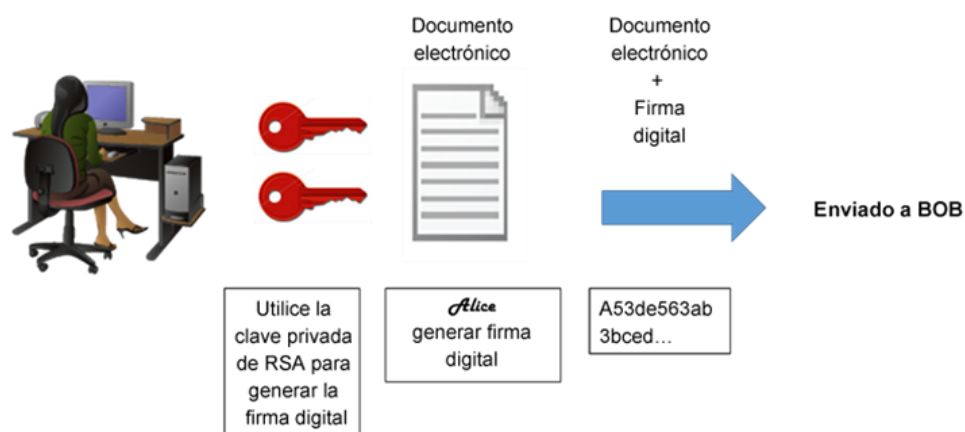 Documento
electrónico
Documento
electrónico
+
Firma
digital
Enviado a BOB
Utilice la
clave privada
de RSA para
generar la
firma digital
Alice
generar firma
digital
A53de563ab
3bced...